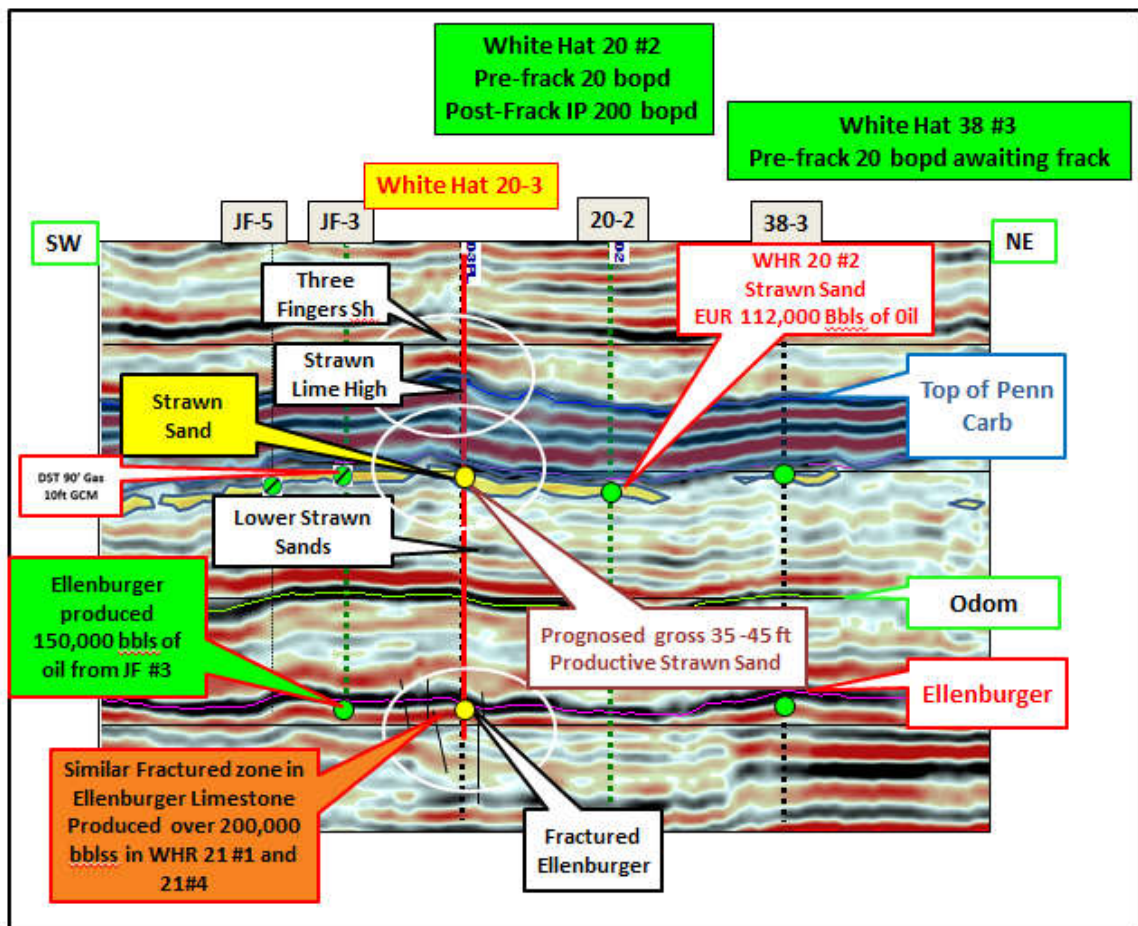 White Hat 20 #2
Pre-frack 20 bopd
Post-Frack IP 200 bopd
White Hat 38 #3
Pre-frack 20 bopd awaiting frack
White Hat 20-3
JF-5
JF-3
20-2
38-3
SW
NE
Three
Fingers Sh
WHR 20 #2
Strawn Sand
EUR 112,000 Bbls of Oil
Strawn
Lime High
Top of Penn
Carb
Strawn
Sand
DST 90' Gas
10ft GCM
Lower Strawn
Sands
Ellenburger
produced
150,000 bbls of
oil from JF #3
Odom
Prognosed gross 35 -45 ft
Productive Strawn Sand
Ellenburger
Similar Fractured zone in
Ellenburger Limestone
Produced over 200,000
bblss in WHR 21 #1 and
21#4
Fractured
Ellenburger